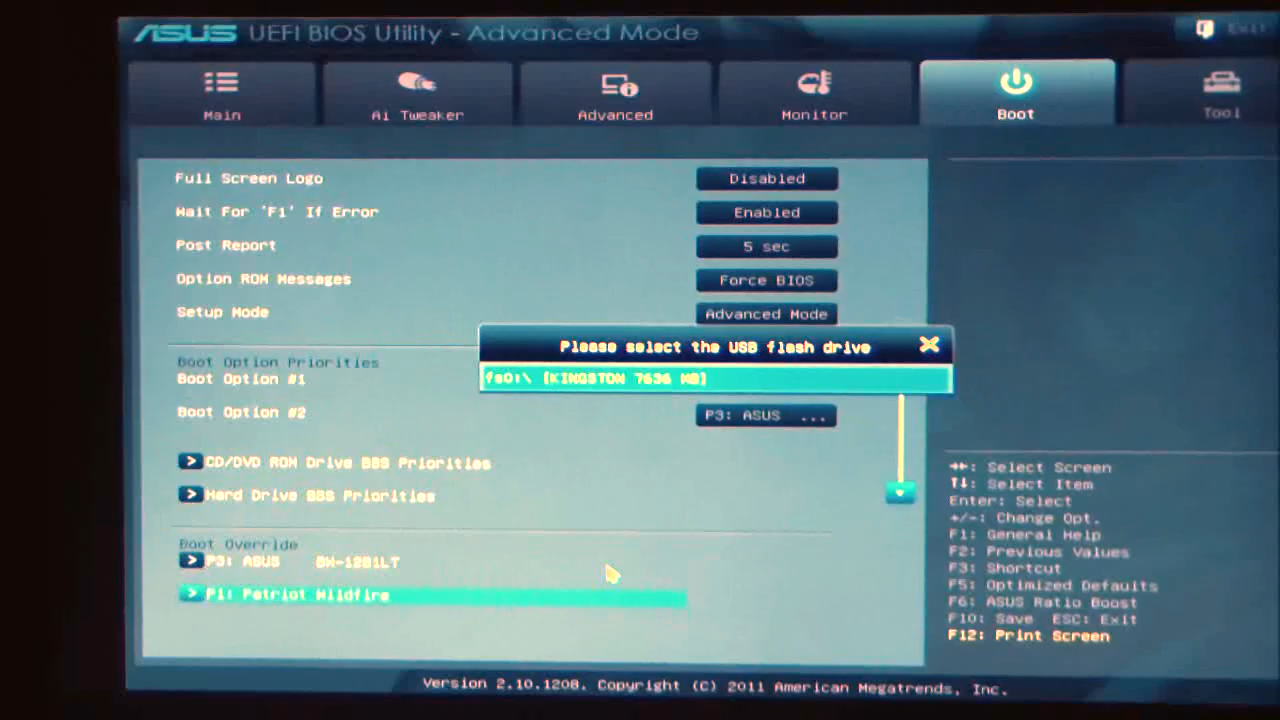 ASUS UEFI BIOS Utility - Advanced Mode
Exit
Main
Ai Tweaker
Advanced
Monitor
Boot
Tool
Full Screen Logo Disabled
Wait For 'F1' If Error Enabled
Post Report 5 sec
Option ROM Messages Force BIOS
Setup Mode Advanced Mode
Please select the USB flash drive
fs0:\ [KINGSTON 7636 MB]
Boot Option Priorities
Boot Option #1
Boot Option #2 P3: ASUS ...
> CD/DVD ROM Drive BBS Priorities
> Hard Drive BBS Priorities
Boot Override
> P3: ASUS BW-12B1LT
> P1: Patriot Wildfire
→←: Select Screen
↑↓: Select Item
Enter: Select
+/-: Change Opt.
F1: General Help
F2: Previous Values
F3: Shortcut
F5: Optimized Defaults
F6: ASUS Ratio Boost
F10: Save ESC: Exit
F12: Print Screen
Version 2.10.1208. Copyright (C) 2011 American Megatrends, Inc.